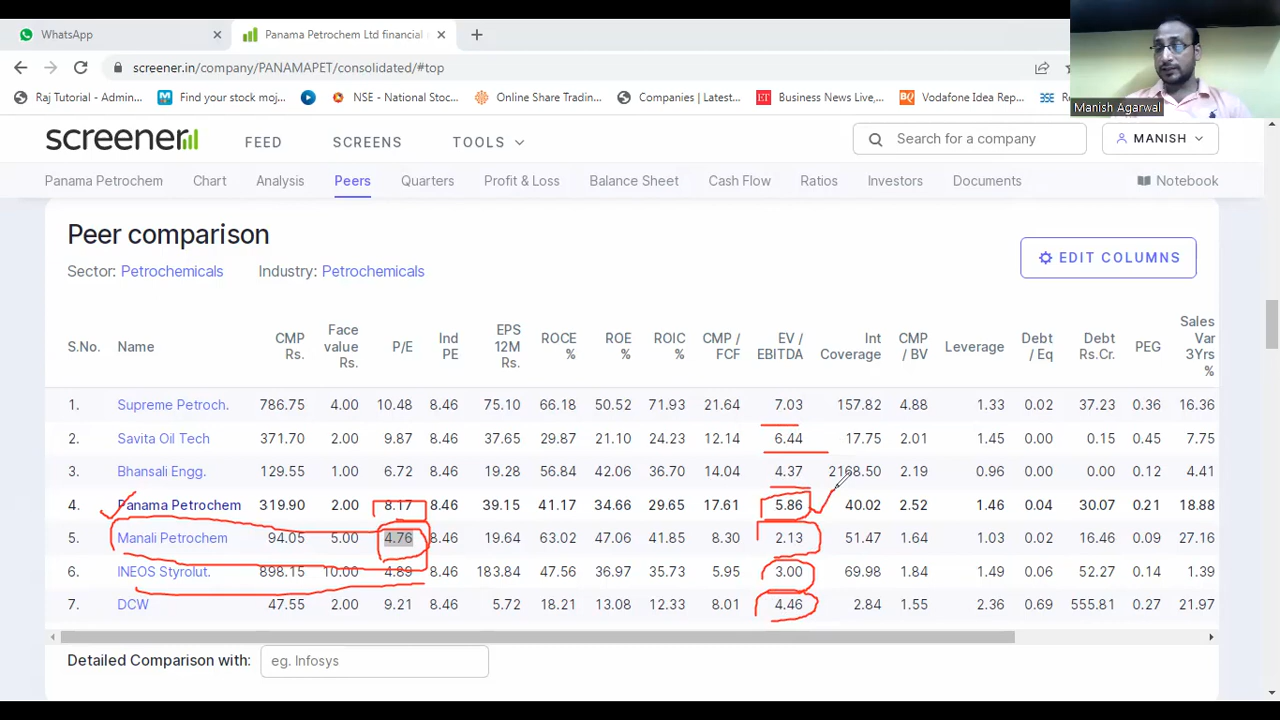 WhatsApp
Panama Petrochem Ltd financial
screener.in/company/PANAMAPET/consolidated/#top
Raj Tutorial - Admin... Find your stock moj... NSE - National Stoc... Online Share Tradin... Companies | Latest... ET Business News Live,... BQ Vodafone Idea Rep...
Manish Agarwal
screener
FEED SCREENS TOOLS Search for a company MANISH
Panama Petrochem Chart Analysis Peers Quarters Profit & Loss Balance Sheet Cash Flow Ratios Investors Documents Notebook
Peer comparison
Sector: Petrochemicals Industry: Petrochemicals
EDIT COLUMNS
S.No. Name CMP Rs. Face value Rs. P/E Ind PE EPS 12M Rs. ROCE % ROE % ROIC % CMP / FCF EV / EBITDA Int Coverage CMP / BV Leverage Debt / Eq Debt Rs.Cr. PEG Sales Var 3Yrs %
1. Supreme Petroch. 786.75 4.00 10.48 8.46 75.10 66.18 50.52 71.93 21.64 7.03 157.82 4.88 1.33 0.02 37.23 0.36 16.36
2. Savita Oil Tech 371.70 2.00 9.87 8.46 37.65 29.87 21.10 24.23 12.14 6.44 17.75 2.01 1.45 0.00 0.15 0.45 7.75
3. Bhansali Engg. 129.55 1.00 6.72 8.46 19.28 56.84 42.06 36.70 14.04 4.37 2168.50 2.19 0.96 0.00 0.00 0.12 4.41
4. Panama Petrochem 319.90 2.00 8.17 8.46 39.15 41.17 34.66 29.65 17.61 5.86 40.02 2.52 1.46 0.04 30.07 0.21 18.88
5. Manali Petrochem 94.05 5.00 4.76 8.46 19.64 63.02 47.06 41.85 8.30 2.13 51.47 1.64 1.03 0.02 16.46 0.09 27.16
6. INEOS Styrolut. 898.15 10.00 4.89 8.46 183.84 47.56 36.97 35.73 5.95 3.00 69.98 1.84 1.49 0.06 52.27 0.14 1.39
7. DCW 47.55 2.00 9.21 8.46 5.72 18.21 13.08 12.33 8.01 4.46 2.84 1.55 2.36 0.69 555.81 0.27 21.97
Detailed Comparison with: eg. Infosys